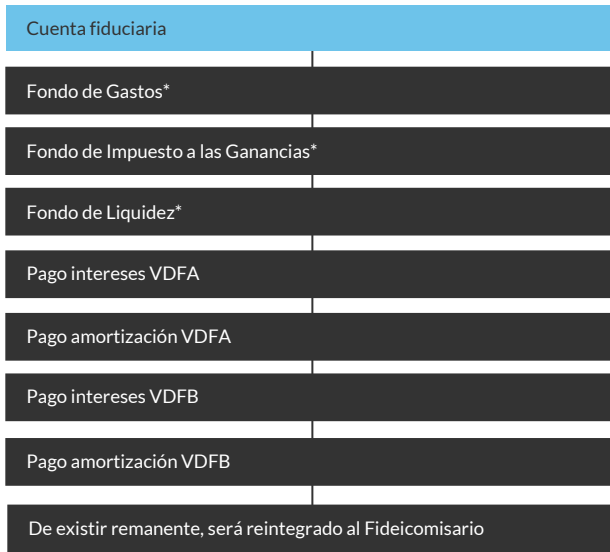 Cuenta fiduciaria
Fondo de Gastos*
Fondo de Impuesto a las Ganancias*
Fondo de Liquidez*
Pago intereses VDFA
Pago amortización VDFA
Pago intereses VDFB
Pago amortización VDFB
De existir remanente, será reintegrado al Fideicomisario